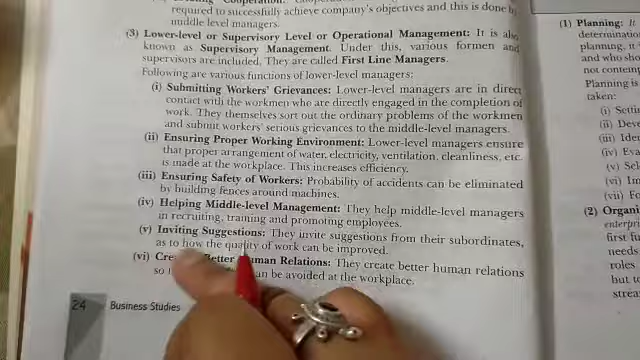 required to successfully achieve company's objectives and this is done by
middle level managers.
(3) Lower-level or Supervisory Level or Operational Management: It is also
known as Supervisory Management. Under this, various formen and
supervisors are included. They are called First Line Managers.
Following are various functions of lower-level managers:
(i) Submitting Workers' Grievances: Lower-level managers are in direct
contact with the workmen who are directly engaged in the completion of
work. They themselves sort out the ordinary problems of the workmen
and submit workers' serious grievances to the middle-level managers.
(ii) Ensuring Proper Working Environment: Lower-level managers ensure
that proper arrangement of water, electricity, ventilation, cleanliness, etc.
is made at the workplace. This increases efficiency.
(iii) Ensuring Safety of Workers: Probability of accidents can be eliminated
by building fences around machines.
(iv) Helping Middle-level Management: They help middle-level managers
in recruiting, training and promoting employees.
(v) Inviting Suggestions: They invite suggestions from their subordinates,
as to how the quality of work can be improved.
(vi) Better Human Relations: They create better human relations
so can be avoided at the workplace.
24 Business Studies
(1) Planning: It
determination
planning, it
and who sho
not contemp
Planning is
taken:
(i) Setti
(ii) Deve
(iii) Iden
(iv) Eva
(v) Sel
(vi) Im
(vii) Fo
(2) Organi
enterpris
first fu
needs
roles
but to
strea